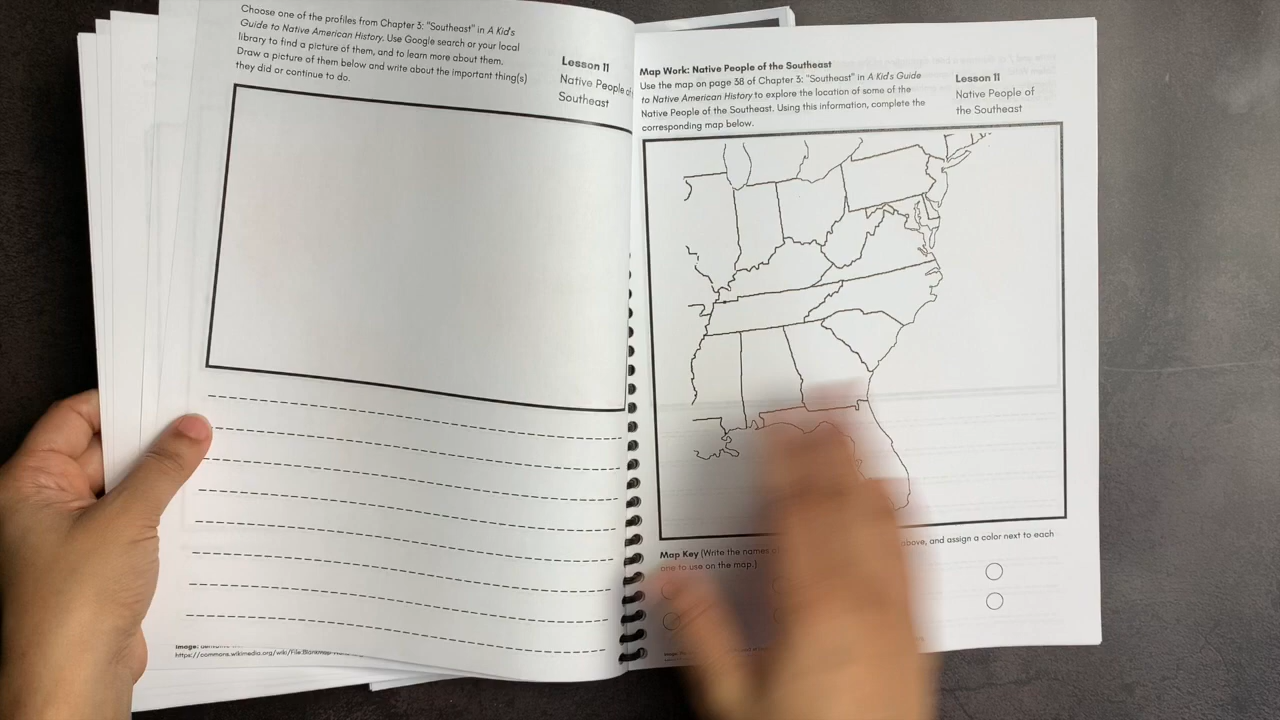 Choose one of the profiles from Chapter 3: "Southeast" in A Kid's
Guide to Native American History. Use Google search or your local
library to find a picture of them, and to learn more about them.
Draw a picture of them below and write about the important thing(s)
they did or continue to do.
Lesson 11
Native People of
Southeast
Image:
https://commons.wikimedia.org/wiki/File:BlankMap
Map Work: Native People of the Southeast
Use the map on page 38 of Chapter 3: "Southeast" in A Kid's Guide
to Native American History to explore the location of some of the
Native People of the Southeast. Using this information, complete the
corresponding map below.
Lesson 11
Native People of
the Southeast
Map Key (Write the names above, and assign a color next to each
one to use on the map.)